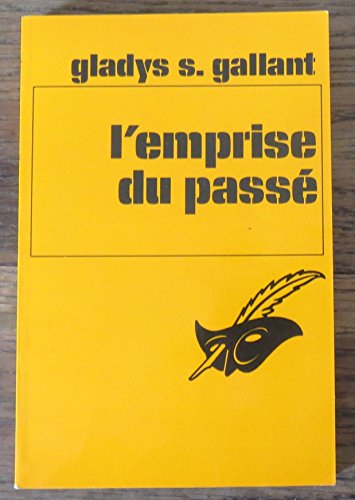 gladys s. gallant
l'emprise
du passé